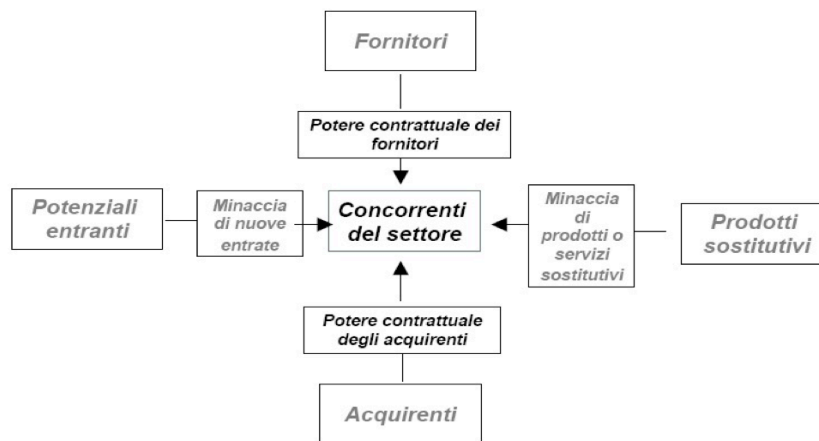 Fornitori
Potere contrattuale dei
fornitori
Potenziali
entranti
Minaccia
di nuove
entrate
Concorrenti
del settore
Minaccia
di
prodotti o
servizi
sostitutivi
Prodotti
sostitutivi
Potere contrattuale
degli acquirenti
Acquirenti